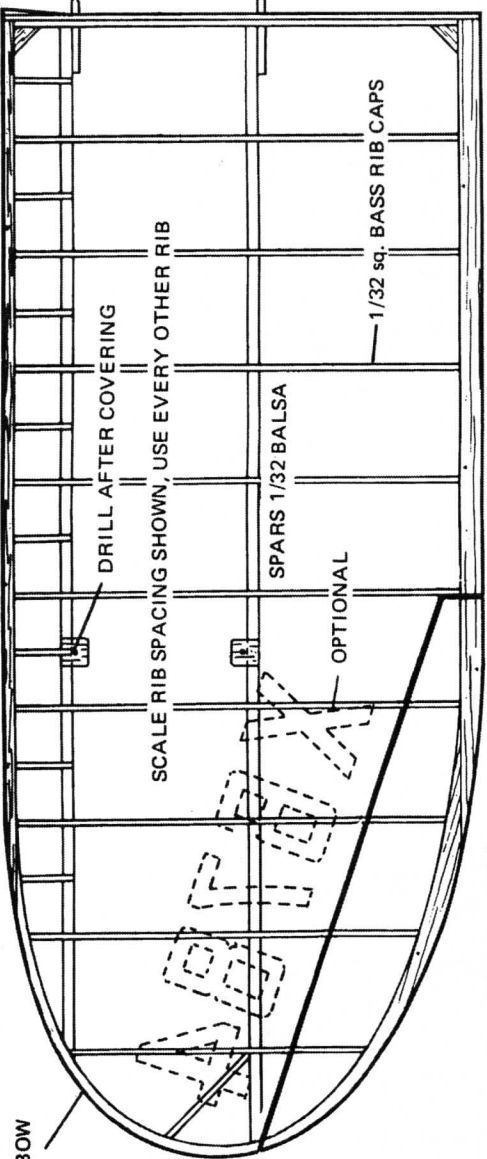 BOW
DRILL AFTER COVERING
SCALE RIB SPACING SHOWN, USE EVERY OTHER RIB
SPARS 1/32 BALSA
1/32 sq. BASS RIB CAPS
OPTIONAL